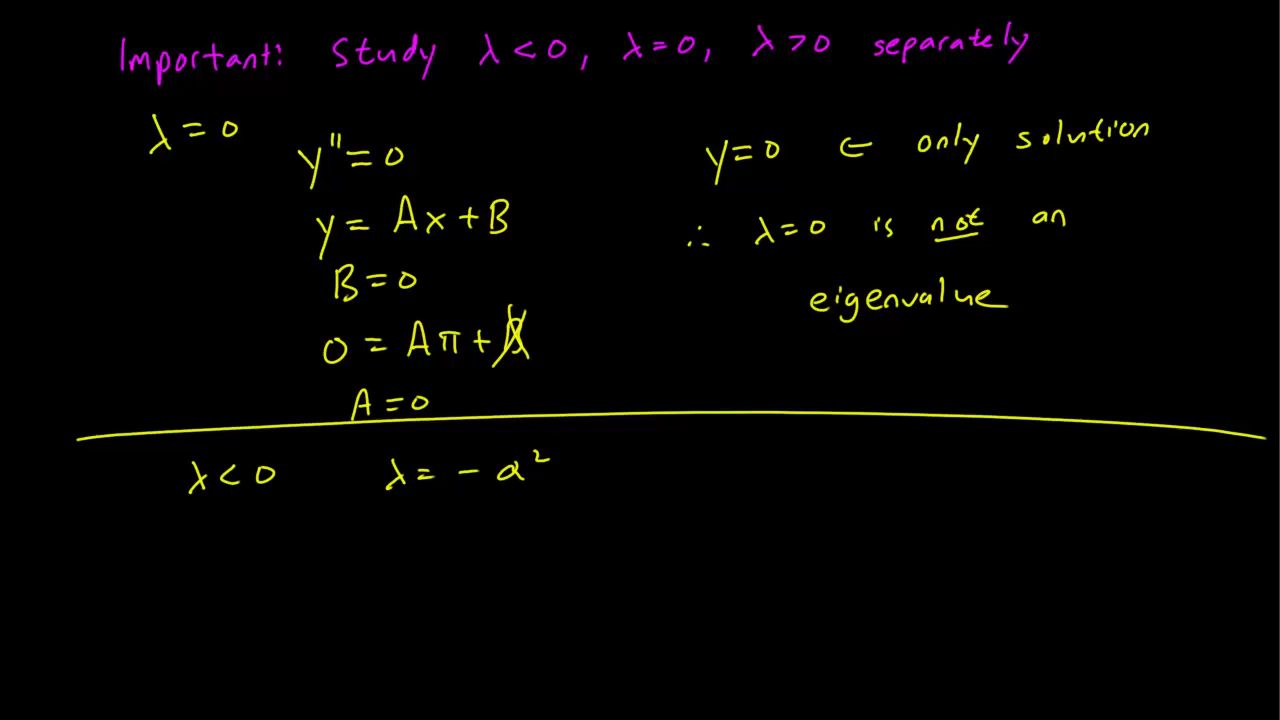 Important: Study λ < 0, λ = 0, λ > 0 separately
λ = 0
y'' = 0
y = Ax + B
B = 0
0 = Aπ + B
A = 0
y = 0 ← only solution
∴ λ = 0 is not an
eigenvalue
λ < 0 λ = - α²